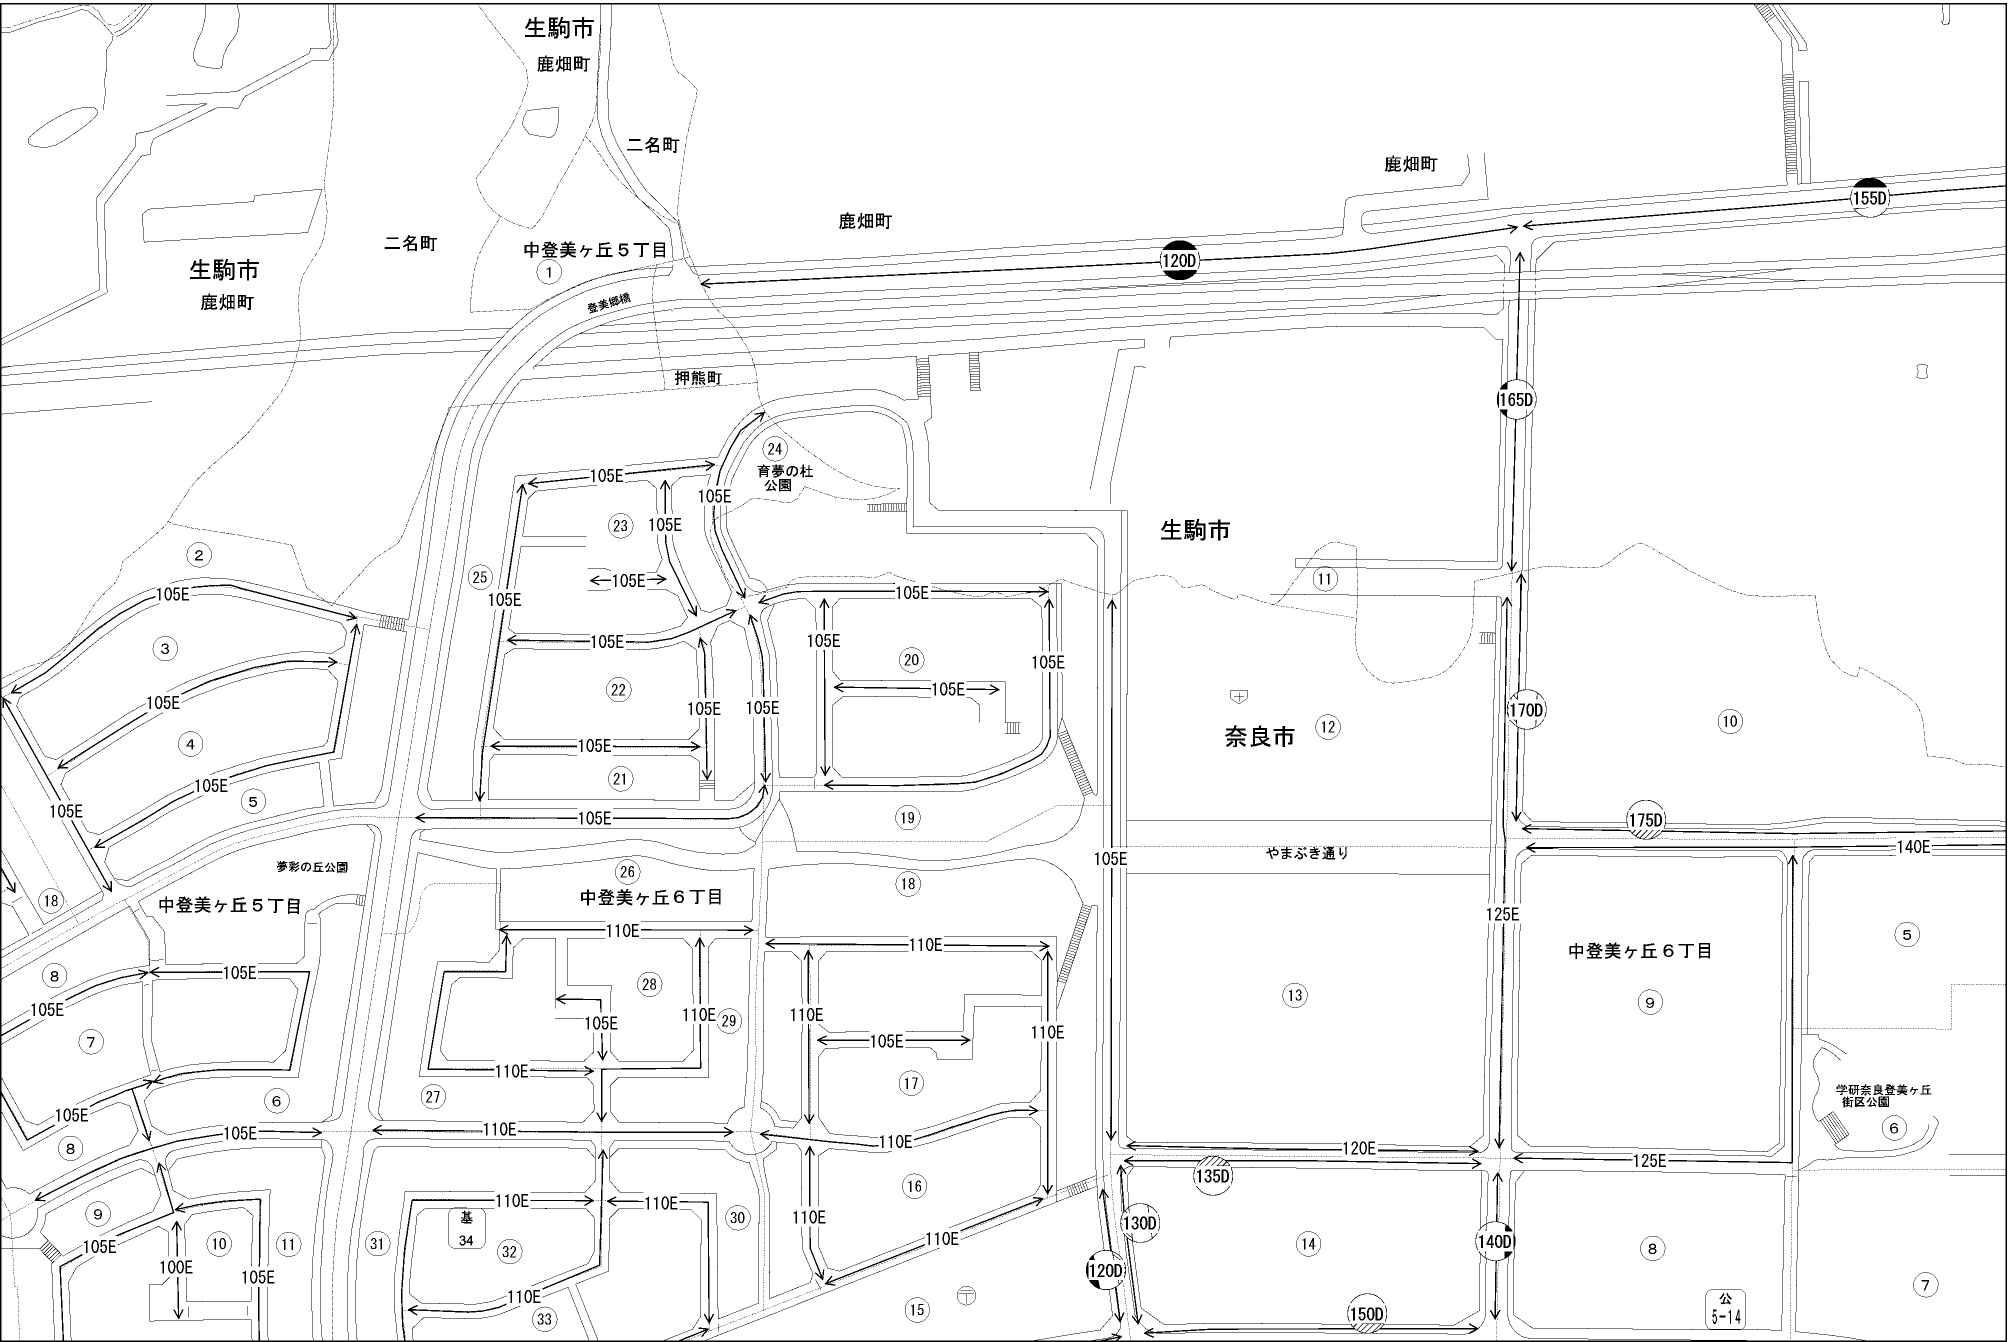 生駒市
鹿畑町
二名町
鹿畑町
155D
鹿畑町
二名町
中登美ヶ丘５丁目
1
120D
生駒市
鹿畑町
登美郷橋
押熊町
165D
24
育夢の杜
公園
105E
105E
105E
23
105E
生駒市
2
25
105E
105E
11
105E
105E
105E
105E
3
105E
20
105E
22
105E
105E
105E
105E
170D
12
10
奈良市
4
105E
105E
21
105E
5
105E
105E
19
175D
140E
やまぶき通り
105E
夢彩の丘公園
26
18
18
中登美ヶ丘５丁目
中登美ヶ丘６丁目
125E
110E
110E
5
中登美ヶ丘６丁目
8
105E
28
13
9
105E
110E
29
110E
105E
110E
105E
7
110E
17
学研奈良登美ヶ丘
街区公園
6
27
105E
6
105E
110E
110E
8
120E
125E
135D
16
110E
110E
9
基
34
30
110E
130D
105E
10
11
31
32
110E
14
140D
8
100E
105E
120D
7
110E
33
15
150D
公
5-14